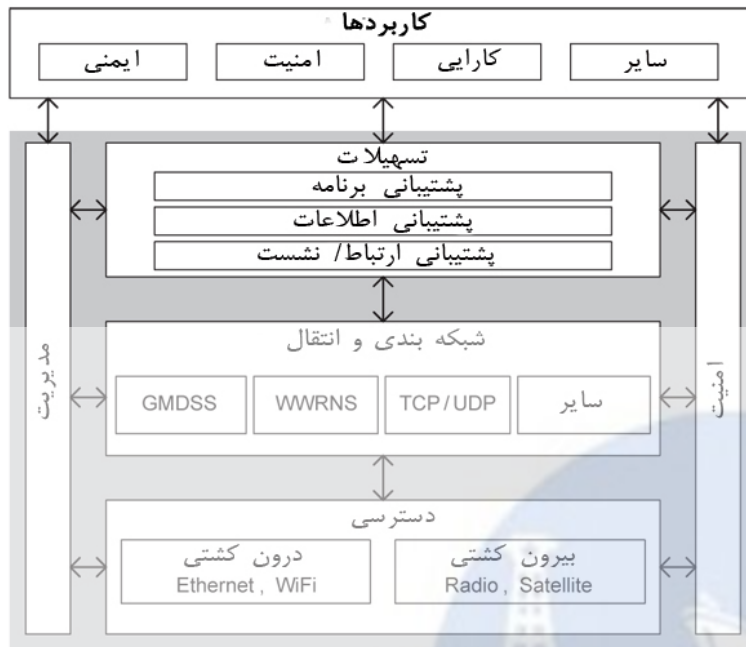 کاربردها
ایمنی
امنیت
کارایی
سایر
تسهیلات
پشتیبانی برنامه
پشتیبانی اطلاعات
پشتیبانی ارتباط/ نشست
مدیریت
امنیت
شبکه بندی و انتقال
GMDSS
WWRNS
TCP/UDP
سایر
دسترسی
درون کشتی
Ethernet, WiFi
بیرون کشتی
Radio, Satellite